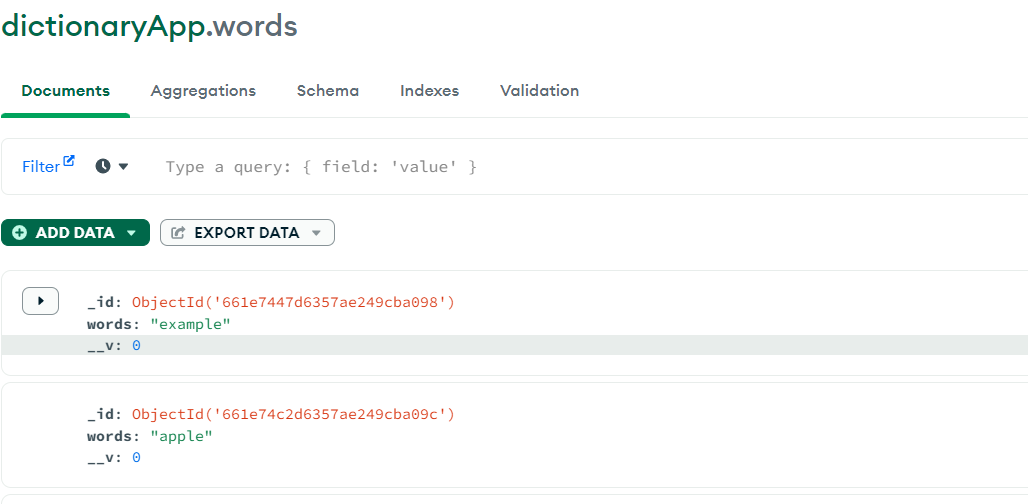 dictionaryApp.words
Documents Aggregations Schema Indexes Validation
Filter Type a query: { field: 'value' }
ADD DATA EXPORT DATA
_id: ObjectId('661e7447d6357ae249cba098')
words: "example"
__v: 0
_id: ObjectId('661e74c2d6357ae249cba09c')
words: "apple"
__v: 0